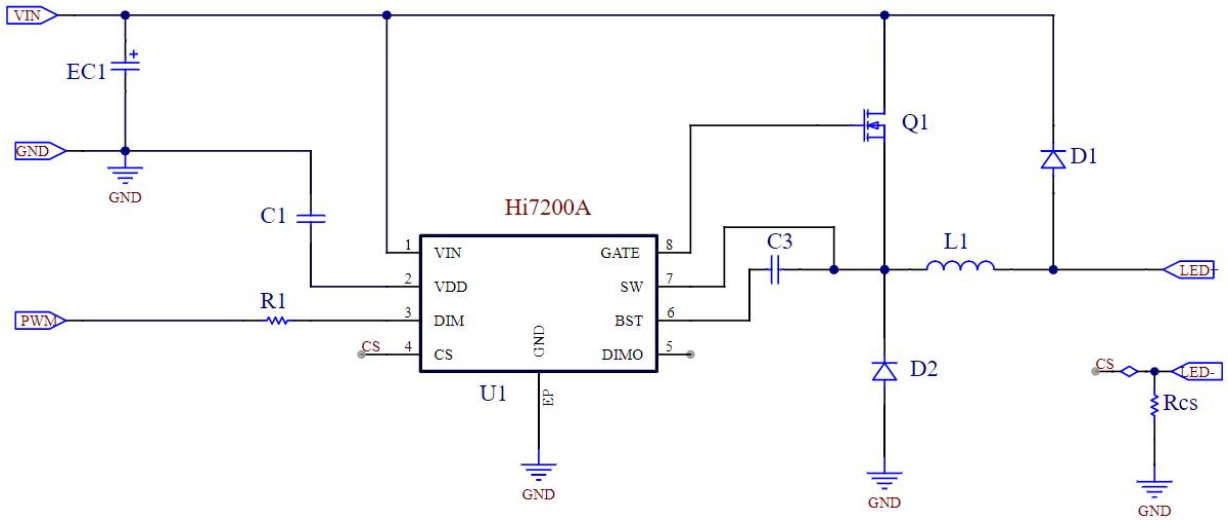 VIN
EC1
+
GND
GND
C1
Hi7200A
Q1
D1
1 VIN GATE 8
C3
L1
LED+
2 VDD SW 7
PWM
R1
3 DIM BST 6
CS 4 CS DIMO 5
GND
EP
U1
GND
D2
GND
CS
LED-
Rcs
GND